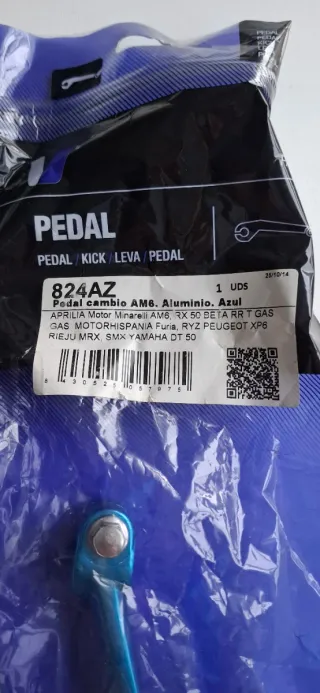 PEDAL
PEDAL
PEDAL / KICK / LEVA / PEDAL
25/10/14
824AZ 1 UDS
Pedal cambio AM6. Aluminio. Azul
APRILIA Motor Minarelli AM6, RX 50 BETA RR T GAS
GAS MOTORHISPANIA Furia, RYZ PEUGEOT XP6
RIEJU MRX, SMX YAMAHA DT 50